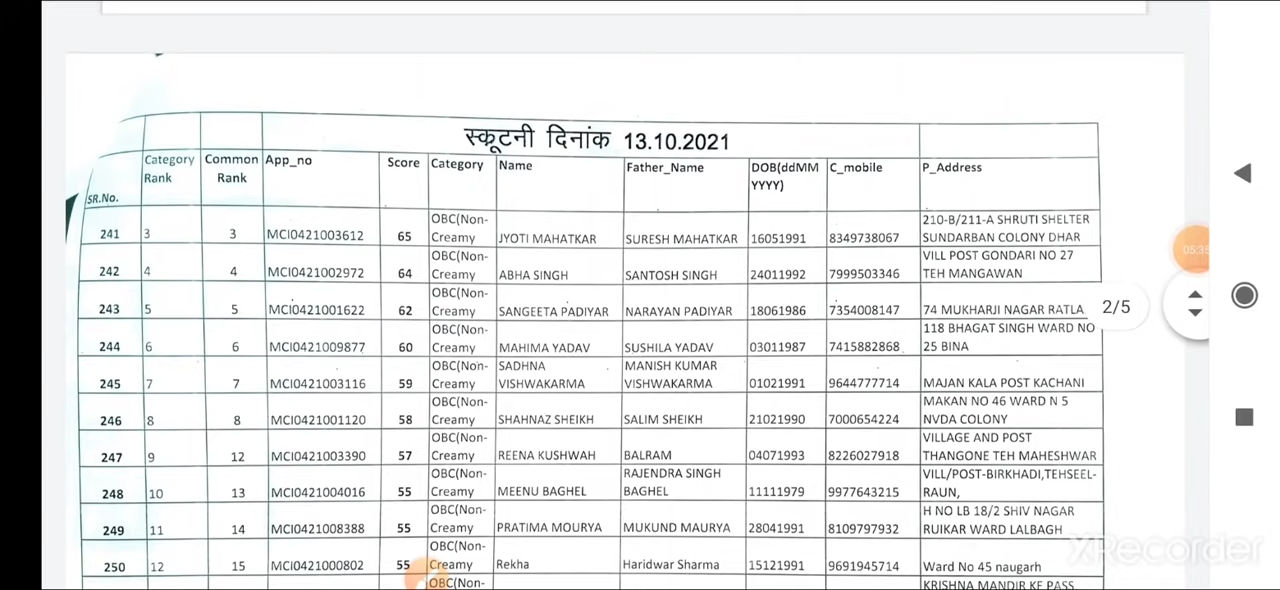 स्कूटनी दिनांक 13.10.2021
SR.No. Category Rank Common Rank App_no Score Category Name Father_Name DOB(ddMM YYYY) C_mobile P_Address
241 3 3 MCI0421003612 65 OBC(Non-Creamy JYOTI MAHATKAR SURESH MAHATKAR 16051991 8349738067 210-B/211-A SHRUTI SHELTER SUNDARBAN COLONY DHAR
242 4 4 MCI0421002972 64 OBC(Non-Creamy ABHA SINGH SANTOSH SINGH 24011992 7999503346 VILL POST GONDARI NO 27 TEH MANGAWAN
243 5 5 MCI0421001622 62 OBC(Non-Creamy SANGEETA PADIYAR NARAYAN PADIYAR 18061986 7354008147 74 MUKHARJI NAGAR RATLA
244 6 6 MCI0421009877 60 OBC(Non-Creamy MAHIMA YADAV SUSHILA YADAV 03011987 7415882868 118 BHAGAT SINGH WARD NO 25 BINA
245 7 7 MCI0421003116 59 OBC(Non-Creamy SADHNA VISHWAKARMA MANISH KUMAR VISHWAKARMA 01021991 9644777714 MAJAN KALA POST KACHANI
246 8 8 MCI0421001120 58 OBC(Non-Creamy SHAHNAZ SHEIKH SALIM SHEIKH 21021990 7000654224 MAKAN NO 46 WARD N 5 NVDA COLONY
247 9 12 MCI0421003390 57 OBC(Non-Creamy REENA KUSHWAH BALRAM 04071993 8226027918 VILLAGE AND POST THANGONE TEH MAHESHWAR
248 10 13 MCI0421004016 55 OBC(Non-Creamy MEENU BAGHEL RAJENDRA SINGH BAGHEL 11111979 9977643215 VILL/POST-BIRKHADI,TEHSEEL-RAUN,
249 11 14 MCI0421008388 55 OBC(Non-Creamy PRATIMA MOURYA MUKUND MAURYA 28041991 8109797932 H NO LB 18/2 SHIV NAGAR RUIKAR WARD LALBAGH
250 12 15 MCI0421000802 55 OBC(Non-Creamy Rekha Haridwar Sharma 15121991 9691945714 Ward No 45 naugarh
OBC(Non- KRISHNA MANDIR KE PASS
2/5
05:35
XRecorder